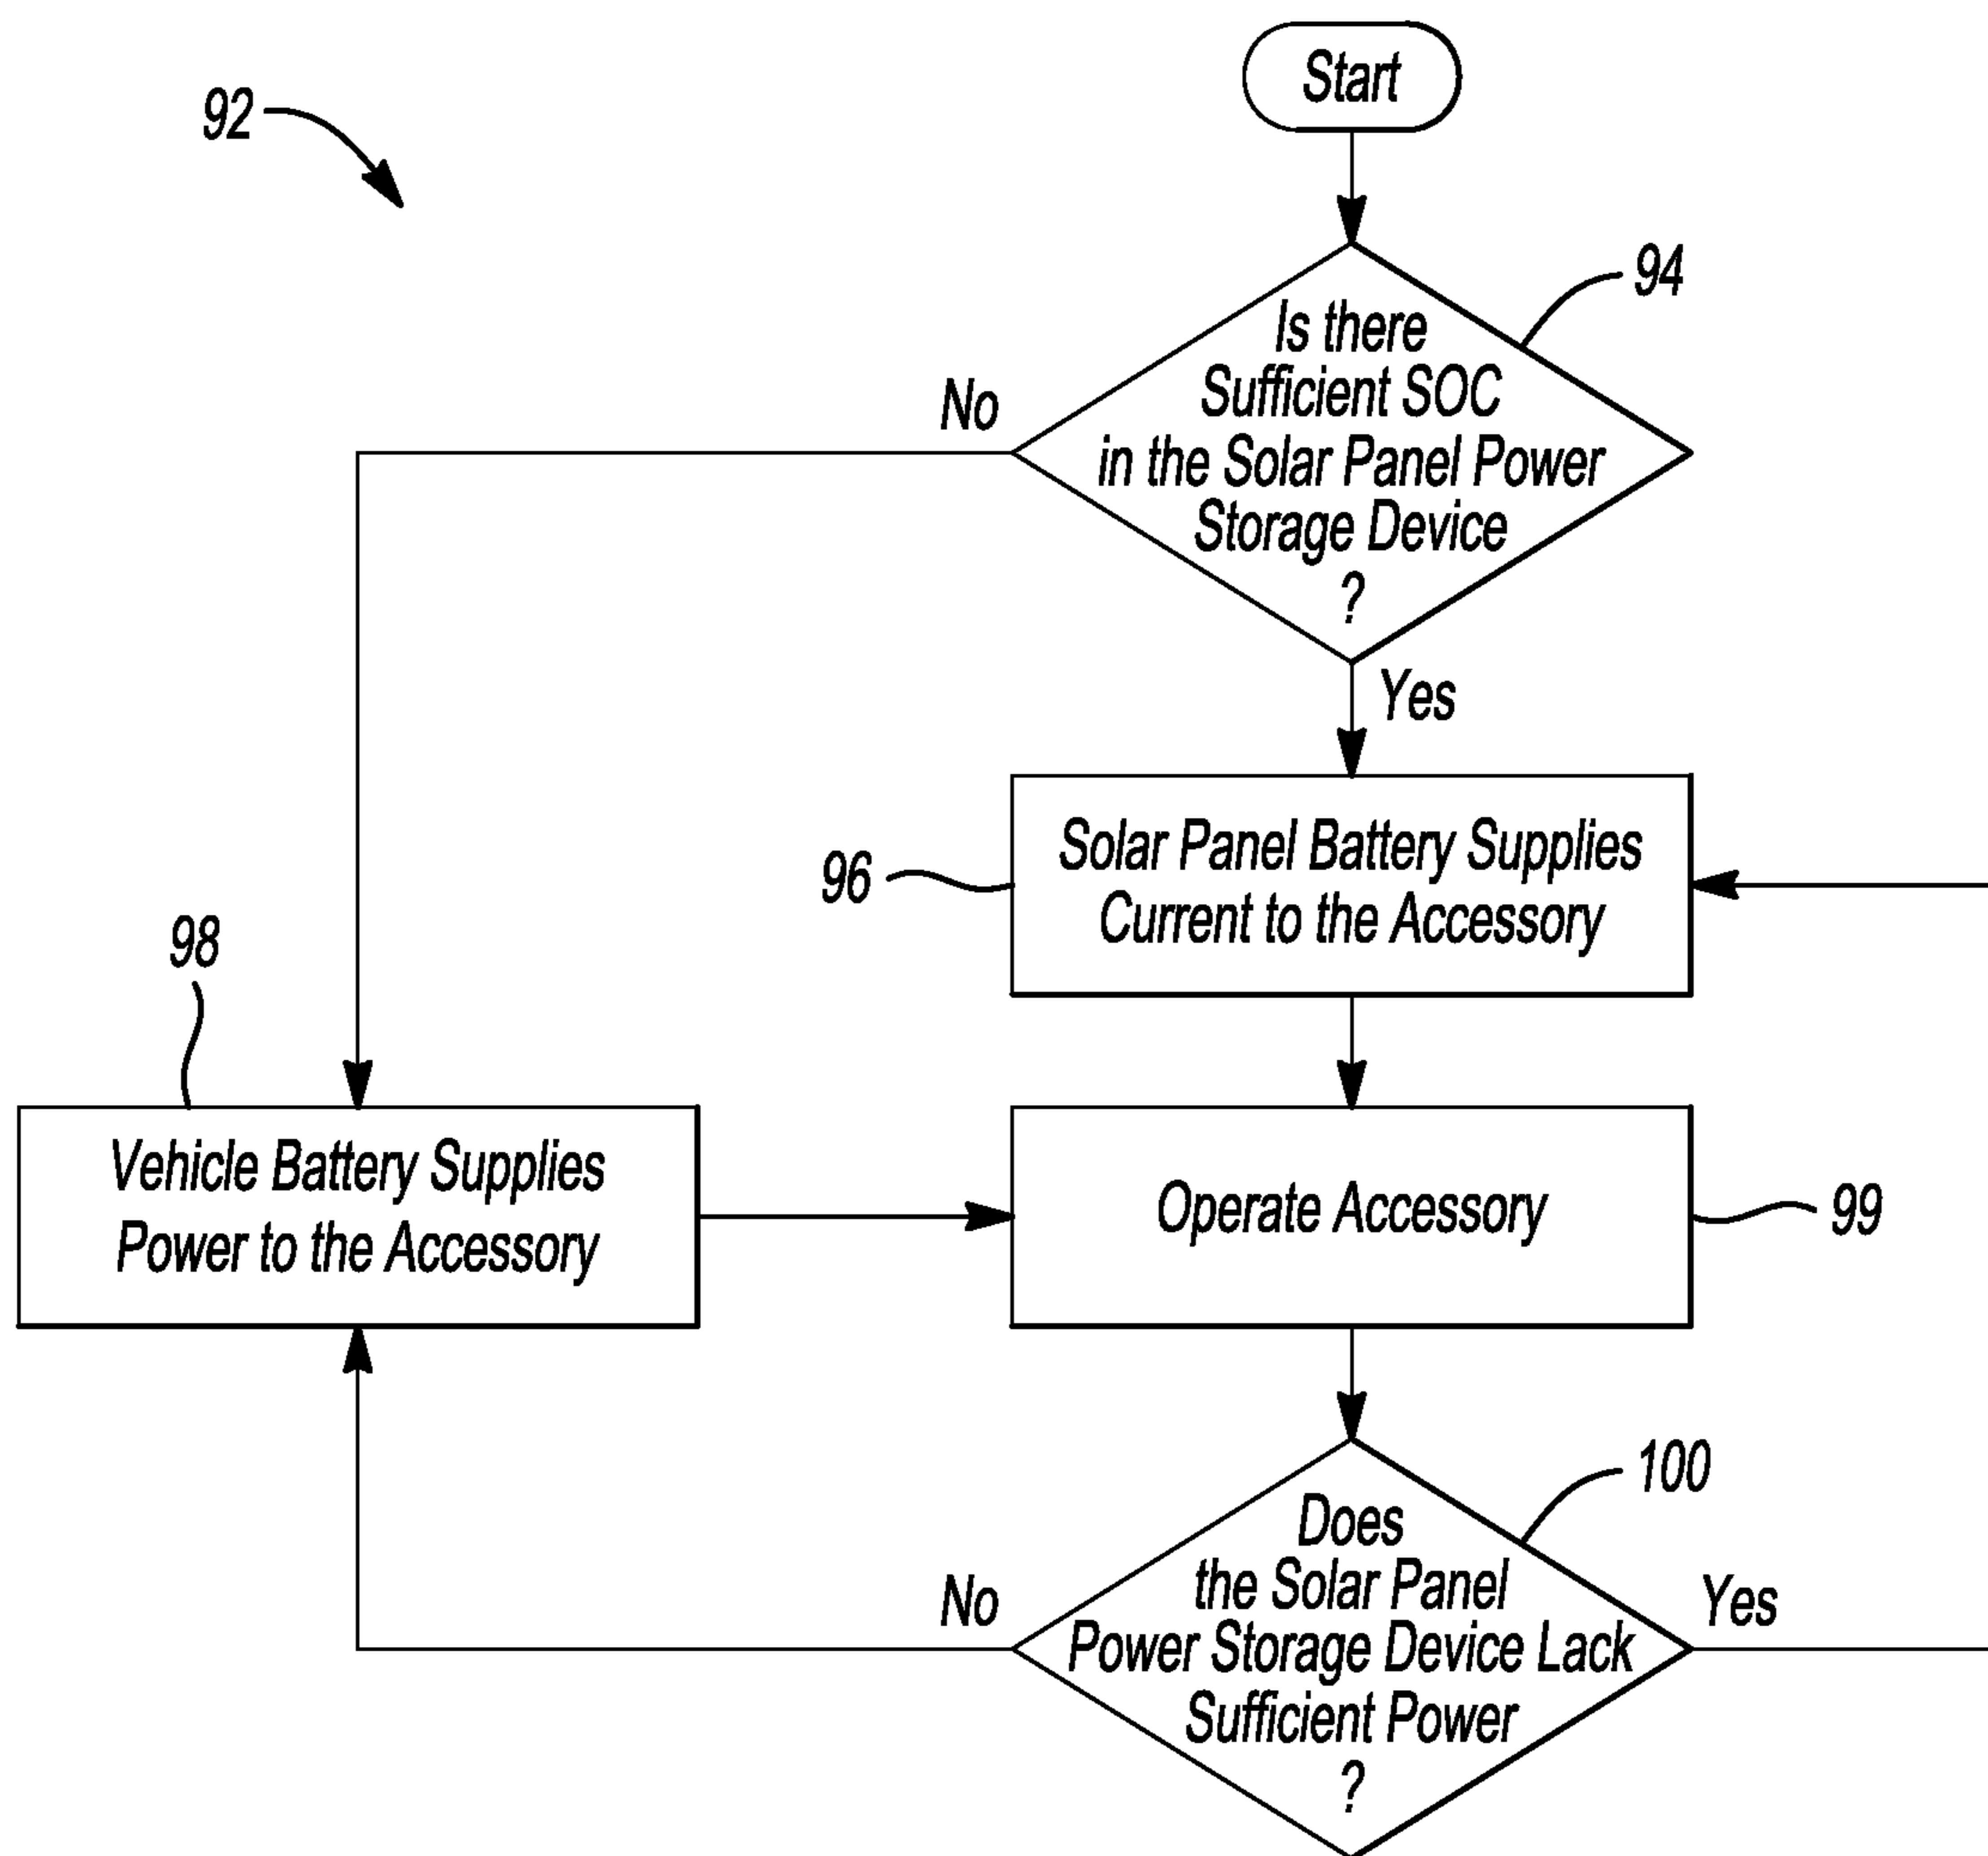 Start
92
94
Is there
Sufficient SOC
in the Solar Panel Power
Storage Device
?
No
Yes
96
Solar Panel Battery Supplies
Current to the Accessory
98
Vehicle Battery Supplies
Power to the Accessory
Operate Accessory
99
100
Does
the Solar Panel
Power Storage Device Lack
Sufficient Power
?
No
Yes